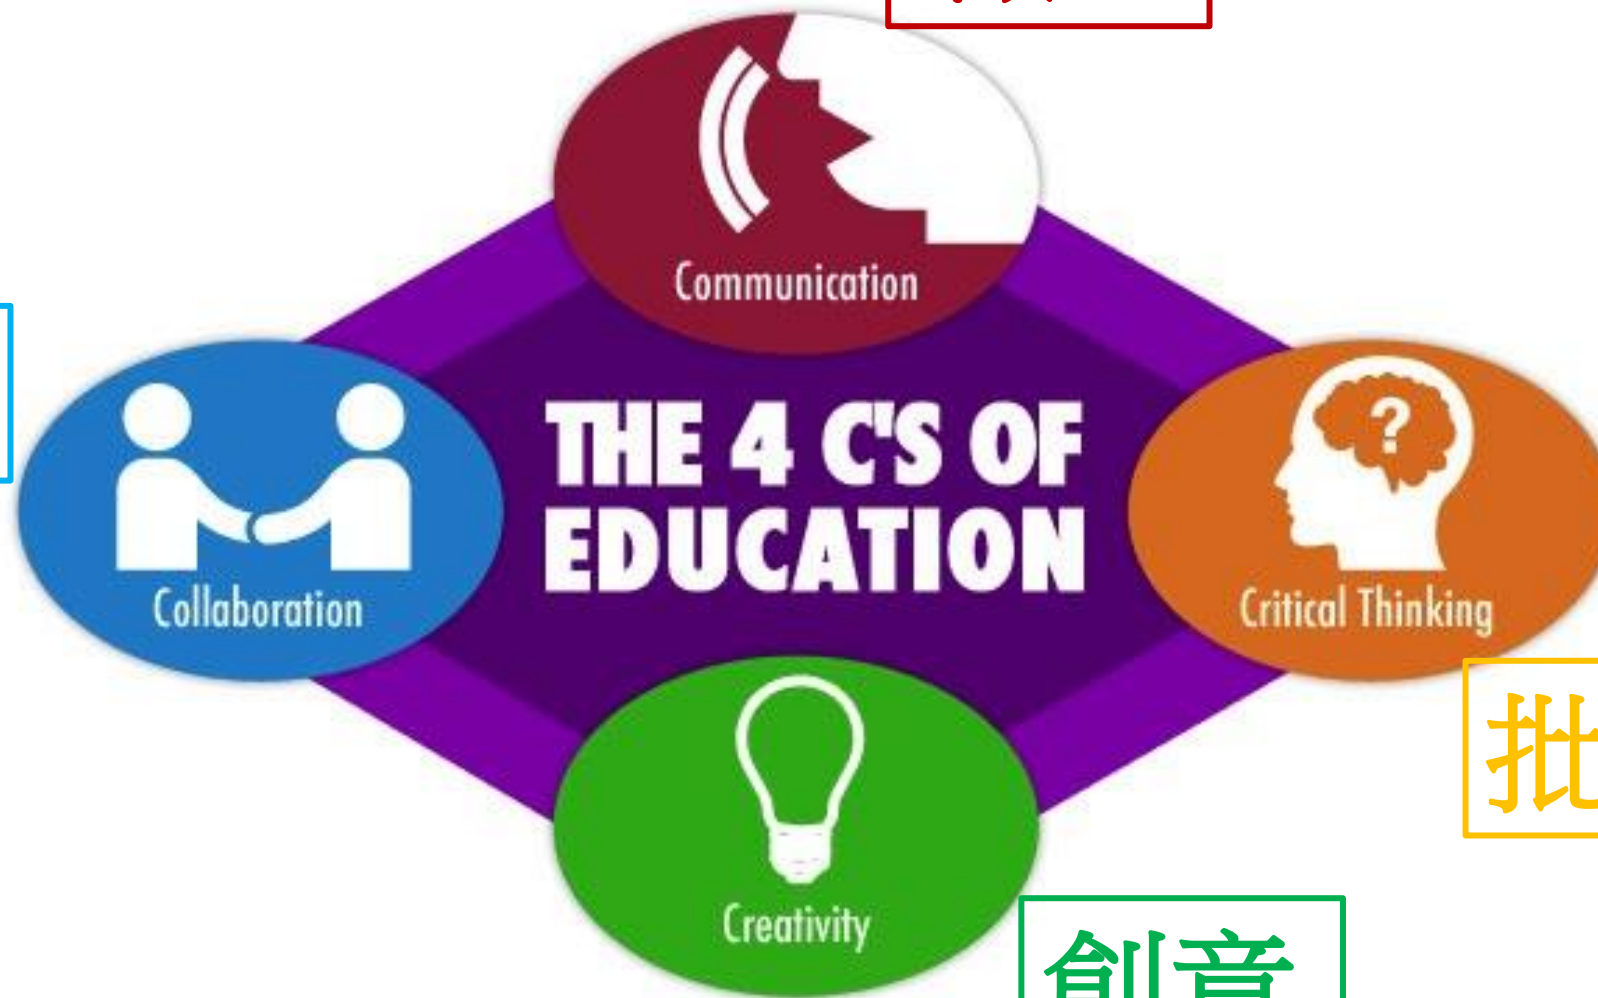 Communication
THE 4 C'S OF
EDUCATION
?
Collaboration
Critical Thinking
批
Creativity
創意